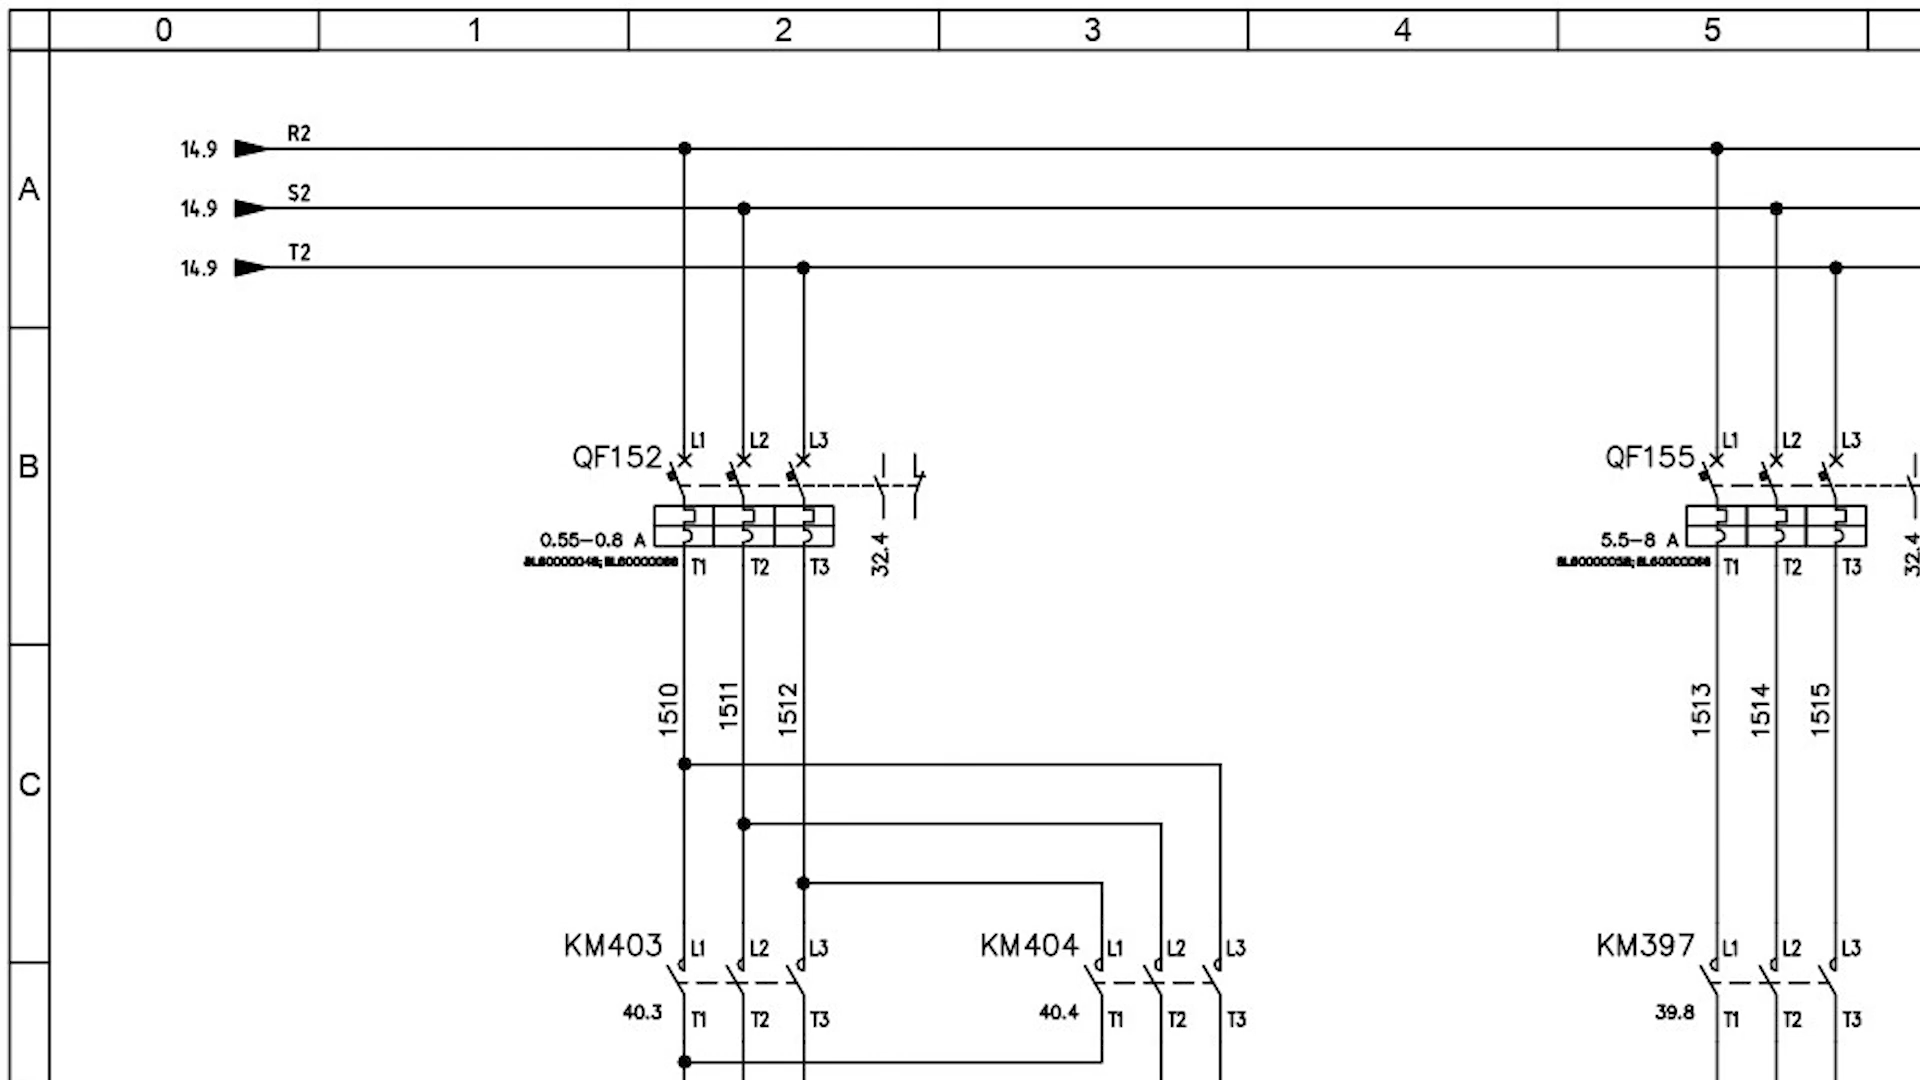 0 1 2 3 4 5
A
R2
14.9
S2
14.9
T2
14.9
B
QF152 L1 L2 L3
0.55-0.8 A
T1 T2 T3
32.4
QF155 L1 L2 L3
5.5-8 A
T1 T2 T3
32.4
C
1510 1511 1512
1513 1514 1515
KM403 L1 L2 L3
40.3 T1 T2 T3
KM404 L1 L2 L3
40.4 T1 T2 T3
KM397 L1 L2 L3
39.8 T1 T2 T3